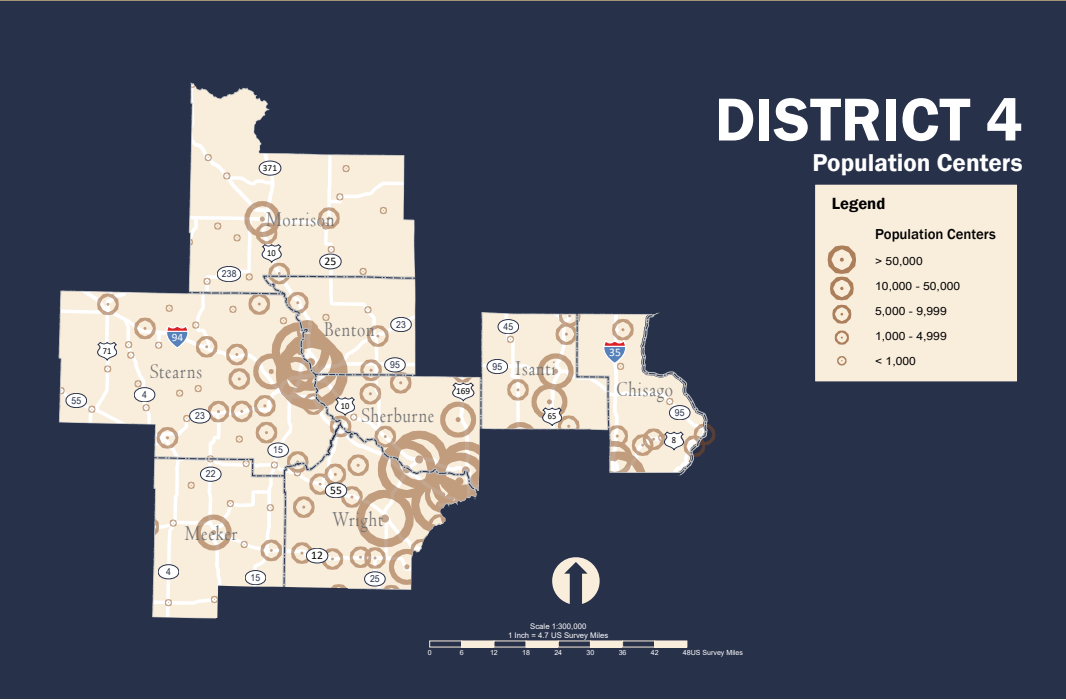 DISTRICT 4
Population Centers
Legend
Population Centers
> 50,000
10,000 - 50,000
5,000 - 9,999
1,000 - 4,999
< 1,000
371
Morrison
10
25
238
94
71
Benton
23
95
Stearns
4
55
23
10
Sherburne
169
15
22
55
Wright
Meeker
12
4
15
25
45
95
Isanti
65
35
Chisago
95
8
Scale 1:300,000
1 Inch = 4.7 US Survey Miles
0 6 12 18 24 30 36 42 48US Survey Miles